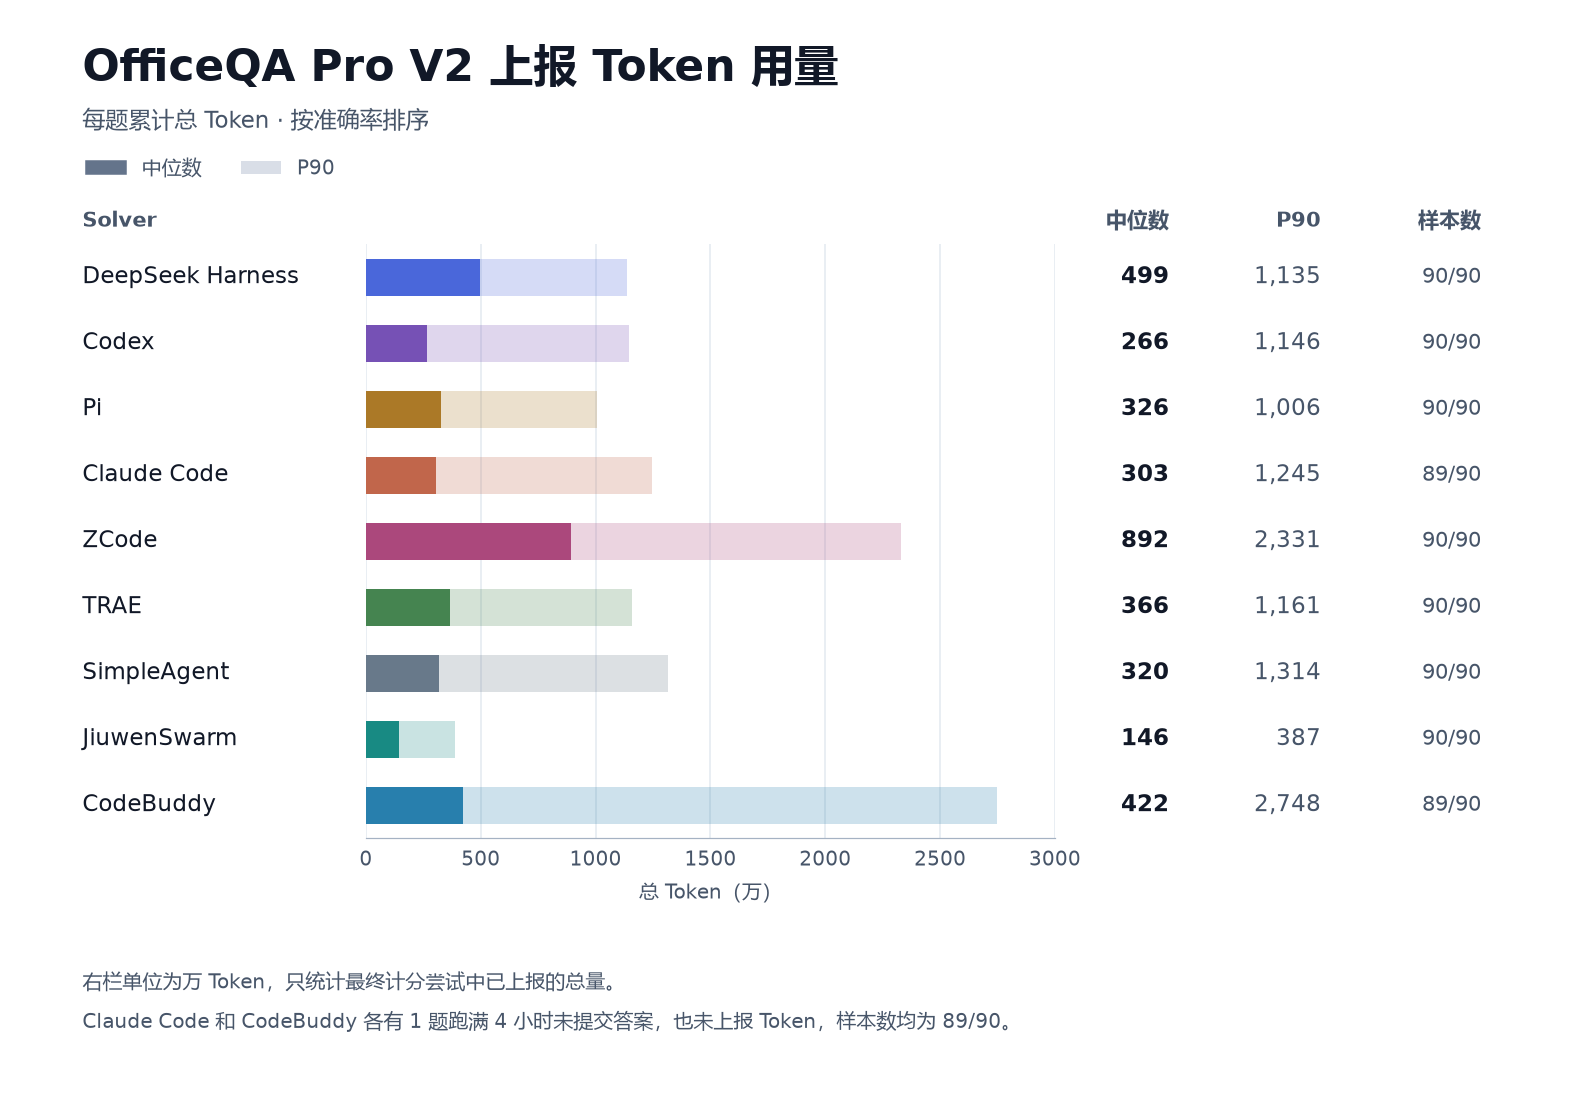 OfficeQA Pro V2 上报 Token 用量
每题累计总 Token · 按准确率排序
中位数 P90
Solver 中位数 P90 样本数
DeepSeek Harness 499 1,135 90/90
Codex 266 1,146 90/90
Pi 326 1,006 90/90
Claude Code 303 1,245 89/90
ZCode 892 2,331 90/90
TRAE 366 1,161 90/90
SimpleAgent 320 1,314 90/90
JiuwenSwarm 146 387 90/90
CodeBuddy 422 2,748 89/90
0 500 1000 1500 2000 2500 3000
总 Token（万）
右栏单位为万 Token，只统计最终计分尝试中已上报的总量。
Claude Code 和 CodeBuddy 各有 1 题跑满 4 小时未提交答案，也未上报 Token，样本数均为 89/90。